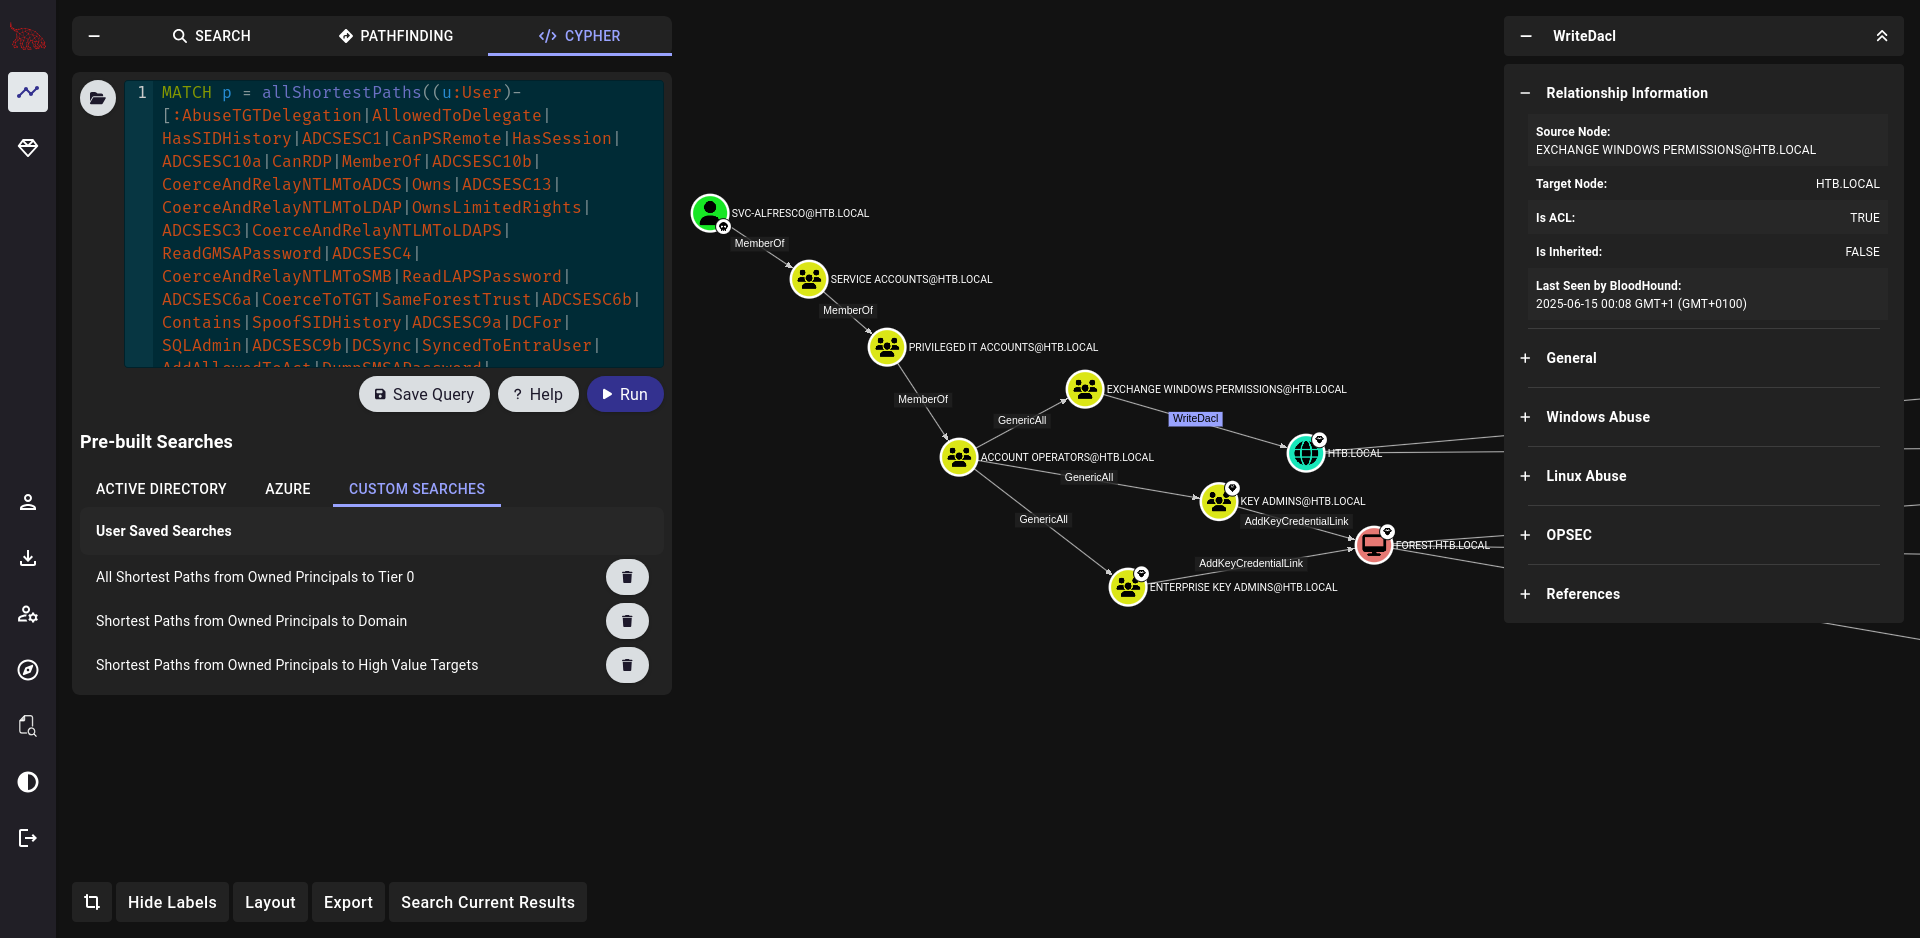 SEARCH
PATHFINDING
</> CYPHER
1 MATCH p = allShortestPaths((u:User)-
[:AbuseTGTDelegation|AllowedToDelegate|
HasSIDHistory|ADCSESC1|CanPSRemote|HasSession|
ADCSESC10a|CanRDP|MemberOf|ADCSESC10b|
CoerceAndRelayNTLMToADCS|Owns|ADCSESC13|
CoerceAndRelayNTLMToLDAP|OwnsLimitedRights|
ADCSESC3|CoerceAndRelayNTLMToLDAPS|
ReadGMSAPassword|ADCSESC4|
CoerceAndRelayNTLMToSMB|ReadLAPSPassword|
ADCSESC6a|CoerceToTGT|SameForestTrust|ADCSESC6b|
Contains|SpoofSIDHistory|ADCSESC9a|DCFor|
SQLAdmin|ADCSESC9b|DCSync|SyncedToEntraUser|
AddAllowedToAct|DumpSMSAPassword|
Save Query
? Help
Run
Pre-built Searches
ACTIVE DIRECTORY
AZURE
CUSTOM SEARCHES
User Saved Searches
All Shortest Paths from Owned Principals to Tier 0
Shortest Paths from Owned Principals to Domain
Shortest Paths from Owned Principals to High Value Targets
Hide Labels
Layout
Export
Search Current Results
SVC-ALFRESCO@HTB.LOCAL
MemberOf
SERVICE ACCOUNTS@HTB.LOCAL
MemberOf
PRIVILEGED IT ACCOUNTS@HTB.LOCAL
MemberOf
EXCHANGE WINDOWS PERMISSIONS@HTB.LOCAL
GenericAll
WriteDacl
HTB.LOCAL
ACCOUNT OPERATORS@HTB.LOCAL
GenericAll
KEY ADMINS@HTB.LOCAL
GenericAll
AddKeyCredentialLink
FOREST.HTB.LOCAL
AddKeyCredentialLink
ENTERPRISE KEY ADMINS@HTB.LOCAL
WriteDacl
Relationship Information
Source Node:
EXCHANGE WINDOWS PERMISSIONS@HTB.LOCAL
Target Node: HTB.LOCAL
Is ACL: TRUE
Is Inherited: FALSE
Last Seen by BloodHound:
2025-06-15 00:08 GMT+1 (GMT+0100)
General
Windows Abuse
Linux Abuse
OPSEC
References